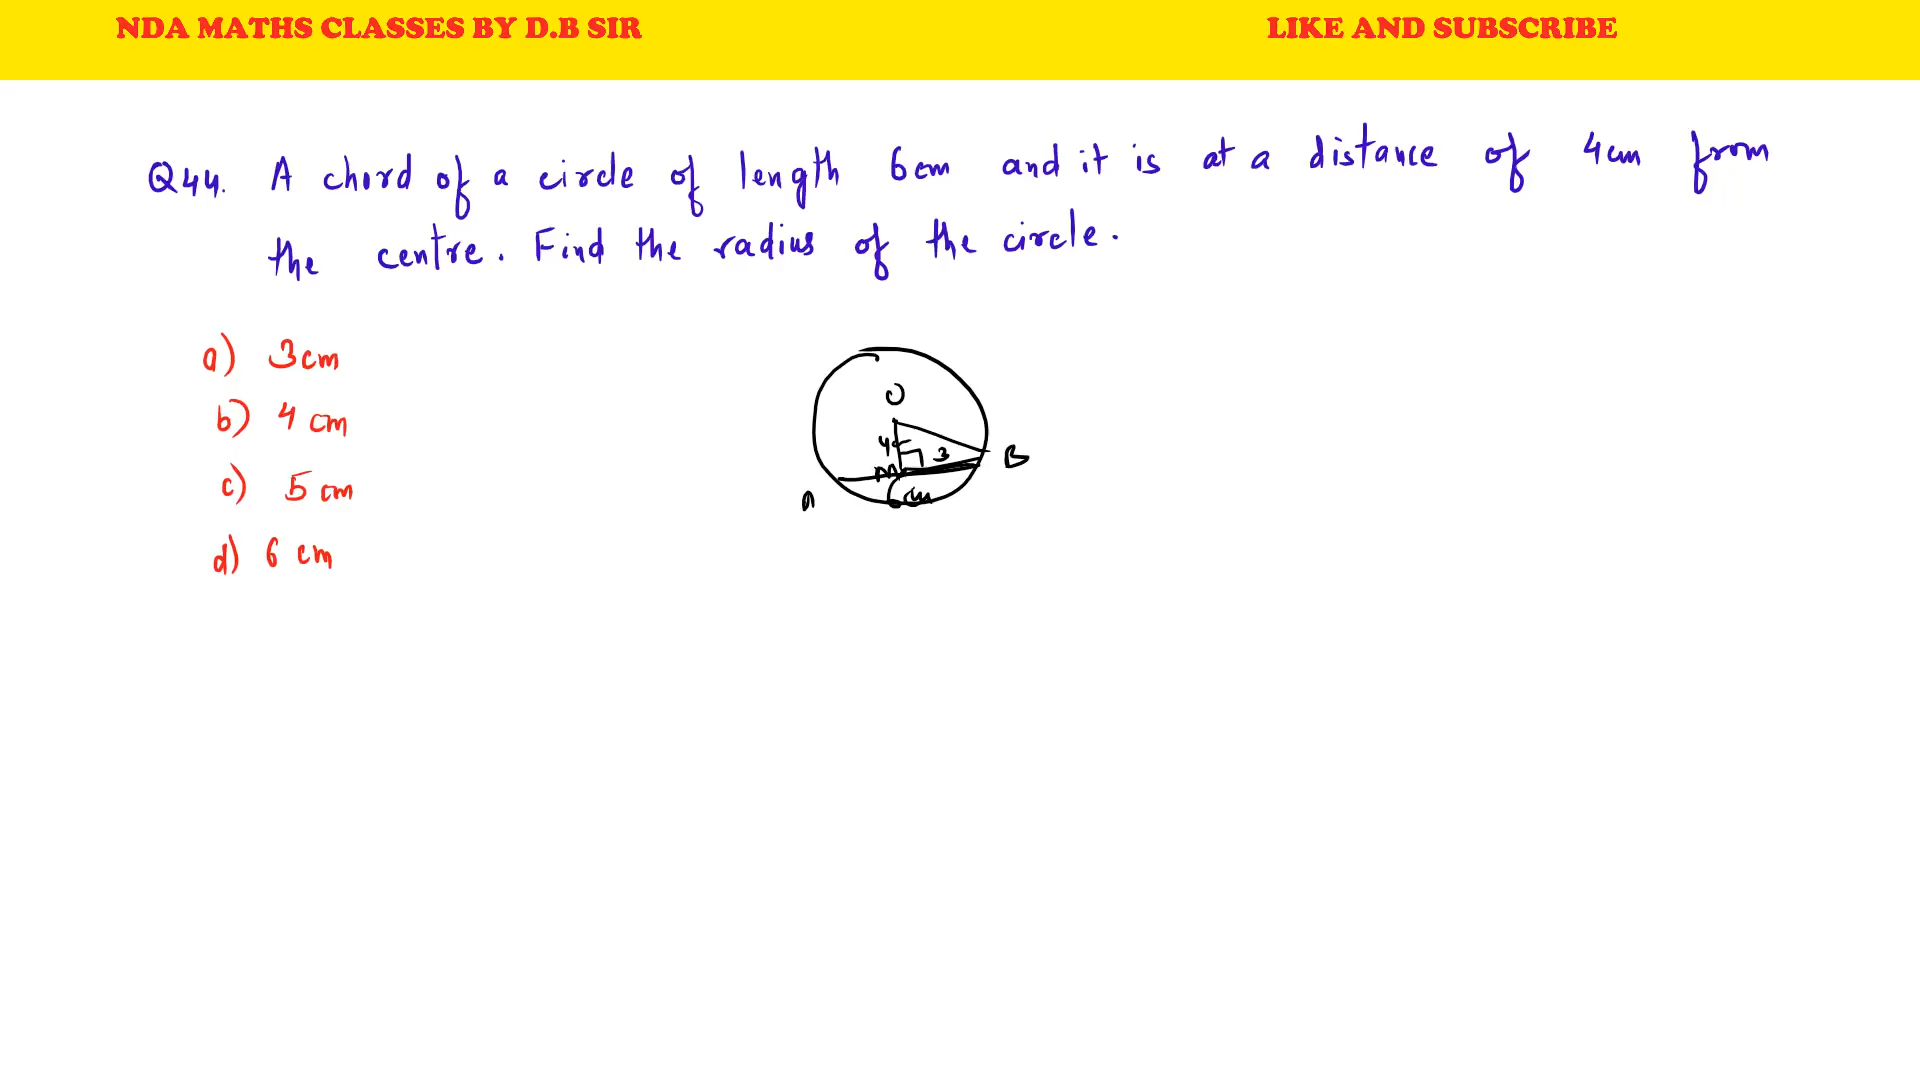 NDA MATHS CLASSES BY D.B SIR
LIKE AND SUBSCRIBE
Q44. A chord of a circle of length 6cm and it is at a distance of 4cm from
the centre. Find the radius of the circle.
a) 3cm
b) 4 cm
c) 5 cm
d) 6 cm
O
4
3
B
M
A
6cm